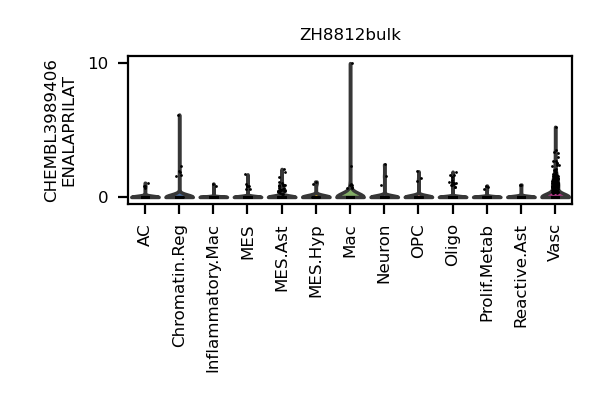 ZH8812bulk
CHEMBL3989406
ENALAPRILAT
10
0
AC
Chromatin.Reg
Inflammatory.Mac
MES
MES.Ast
MES.Hyp
Mac
Neuron
OPC
Oligo
Prolif.Metab
Reactive.Ast
Vasc